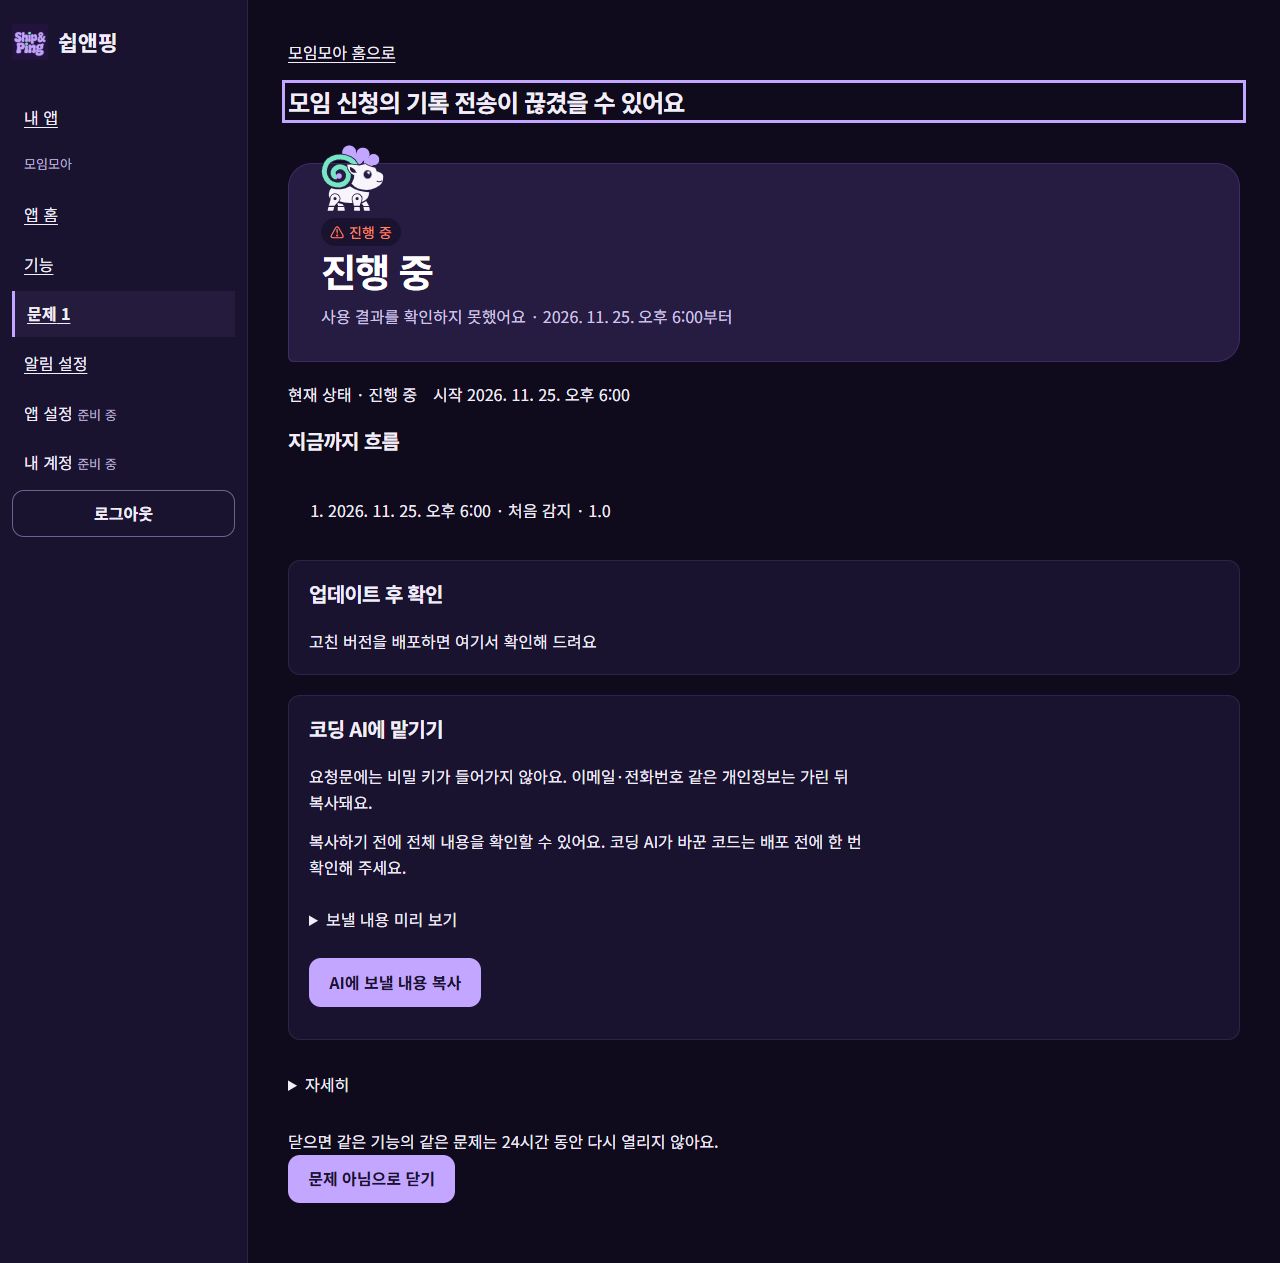 Ship&
Ping
쉽앤핑
내 앱
모임모아
앱 홈
기능
문제 1
알림 설정
앱 설정 준비 중
내 계정 준비 중
로그아웃
모임모아 홈으로
모임 신청의 기록 전송이 끊겼을 수 있어요
진행 중
진행 중
사용 결과를 확인하지 못했어요 · 2026. 11. 25. 오후 6:00부터
현재 상태 · 진행 중 시작 2026. 11. 25. 오후 6:00
지금까지 흐름
1. 2026. 11. 25. 오후 6:00 · 처음 감지 · 1.0
업데이트 후 확인
고친 버전을 배포하면 여기서 확인해 드려요
코딩 AI에 맡기기
요청문에는 비밀 키가 들어가지 않아요. 이메일·전화번호 같은 개인정보는 가린 뒤
복사돼요.
복사하기 전에 전체 내용을 확인할 수 있어요. 코딩 AI가 바꾼 코드는 배포 전에 한 번
확인해 주세요.
보낼 내용 미리 보기
AI에 보낼 내용 복사
자세히
닫으면 같은 기능의 같은 문제는 24시간 동안 다시 열리지 않아요.
문제 아님으로 닫기